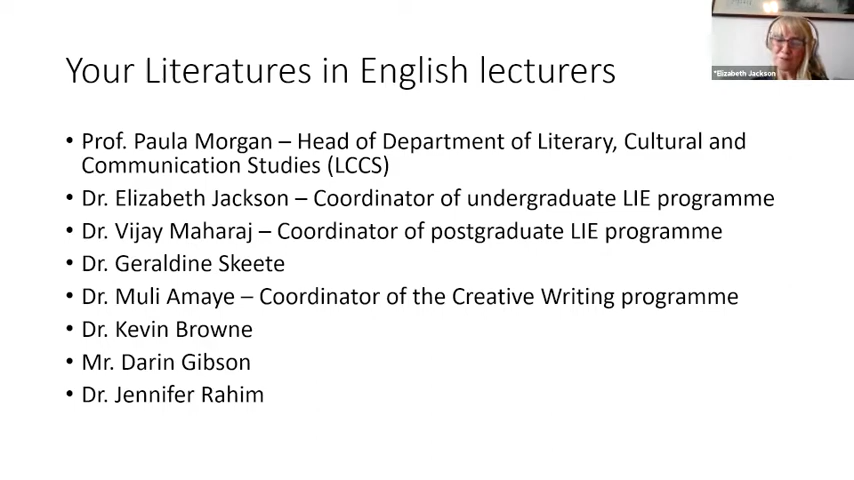 Your Literatures in English lecturers
*Elizabeth Jackson
• Prof. Paula Morgan – Head of Department of Literary, Cultural and
Communication Studies (LCCS)
• Dr. Elizabeth Jackson – Coordinator of undergraduate LIE programme
• Dr. Vijay Maharaj – Coordinator of postgraduate LIE programme
• Dr. Geraldine Skeete
• Dr. Muli Amaye – Coordinator of the Creative Writing programme
• Dr. Kevin Browne
• Mr. Darin Gibson
• Dr. Jennifer Rahim